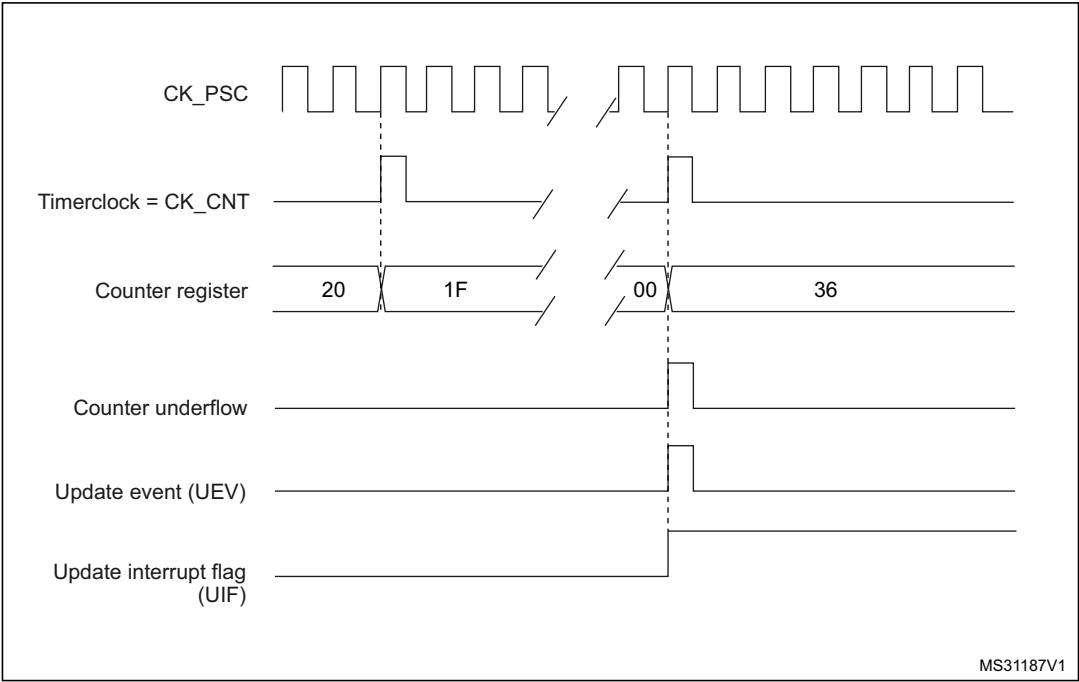 CK_PSC
Timerclock = CK_CNT
Counter register
20
1F
00
36
Counter underflow
Update event (UEV)
Update interrupt flag
(UIF)
MS31187V1